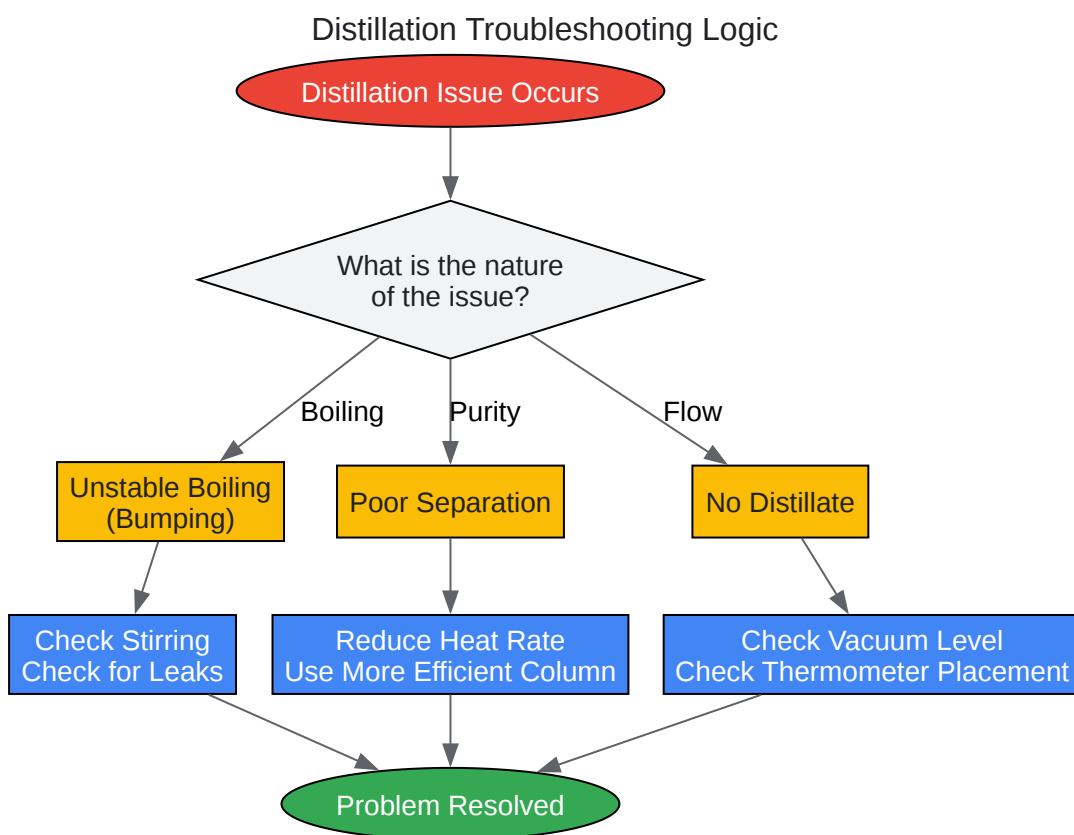 Distillation Troubleshooting Logic
Distillation Issue Occurs
What is the nature
of the issue?
Boiling
Purity
Flow
Unstable Boiling
(Bumping)
Poor Separation
No Distillate
Check Stirring
Check for Leaks
Reduce Heat Rate
Use More Efficient Column
Check Vacuum Level
Check Thermometer Placement
Problem Resolved